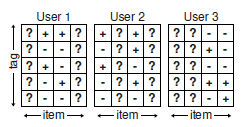 User 1 User 2 User 3
? + + ? + ? + ? ? ? - -
? - - ? - ? + ? ? ? + -
? + - ? - ? - ? ? ? - -
? - + ? - ? + ? ? ? + +
? - - ? - ? - ? ? ? - +
tag
item item item